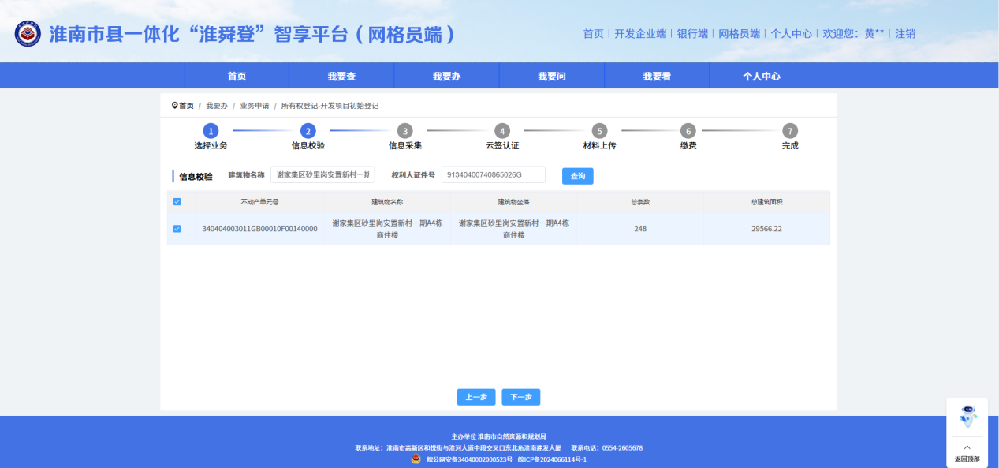 淮南市县一体化“淮舜登”智享平台（网格员端）
首页 | 开发企业端 | 银行端 | 网格员端 | 个人中心 | 欢迎您：黄** | 注销
首页 我要查 我要办 我要问 我要看 个人中心
首页 / 我要办 / 业务申请 / 所有权登记-开发项目初始登记
1 2 3 4 5 6 7
选择业务 信息校验 信息采集 云签认证 材料上传 缴费 完成
信息校验 建筑物名称 谢家集区砂里岗安置新村一期 权利人证件号 91340400740865026G 查询
不动产单元号 建筑物名称 建筑物坐落 总套数 总建筑面积
340404003011GB00010F00140000 谢家集区砂里岗安置新村一期A4栋商住楼 谢家集区砂里岗安置新村一期A4栋商住楼 248 29566.22
上一步 下一步
主办单位 淮南市自然资源和规划局
联系地址：淮南市高新区和悦街与淮河大道中段交叉口东北角淮南建发大厦 联系电话：0554-2605678
皖公网安备34040002000523号 皖ICP备2024066114号-1
返回顶部